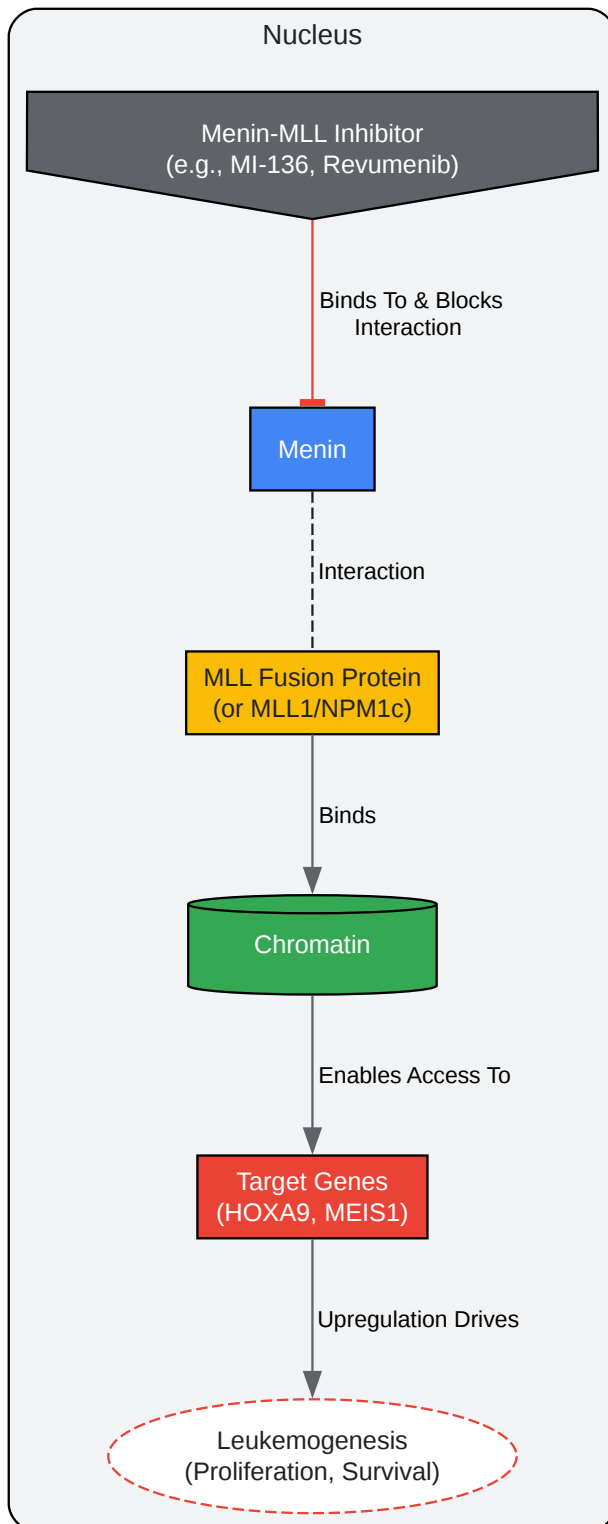 Nucleus
Menin-MLL Inhibitor
(e.g., MI-136, Revumenib)
Binds To & Blocks
Interaction
Menin
Interaction
MLL Fusion Protein
(or MLL1/NPM1c)
Binds
Chromatin
Enables Access To
Target Genes
(HOXA9, MEIS1)
Upregulation Drives
Leukemogenesis
(Proliferation, Survival)